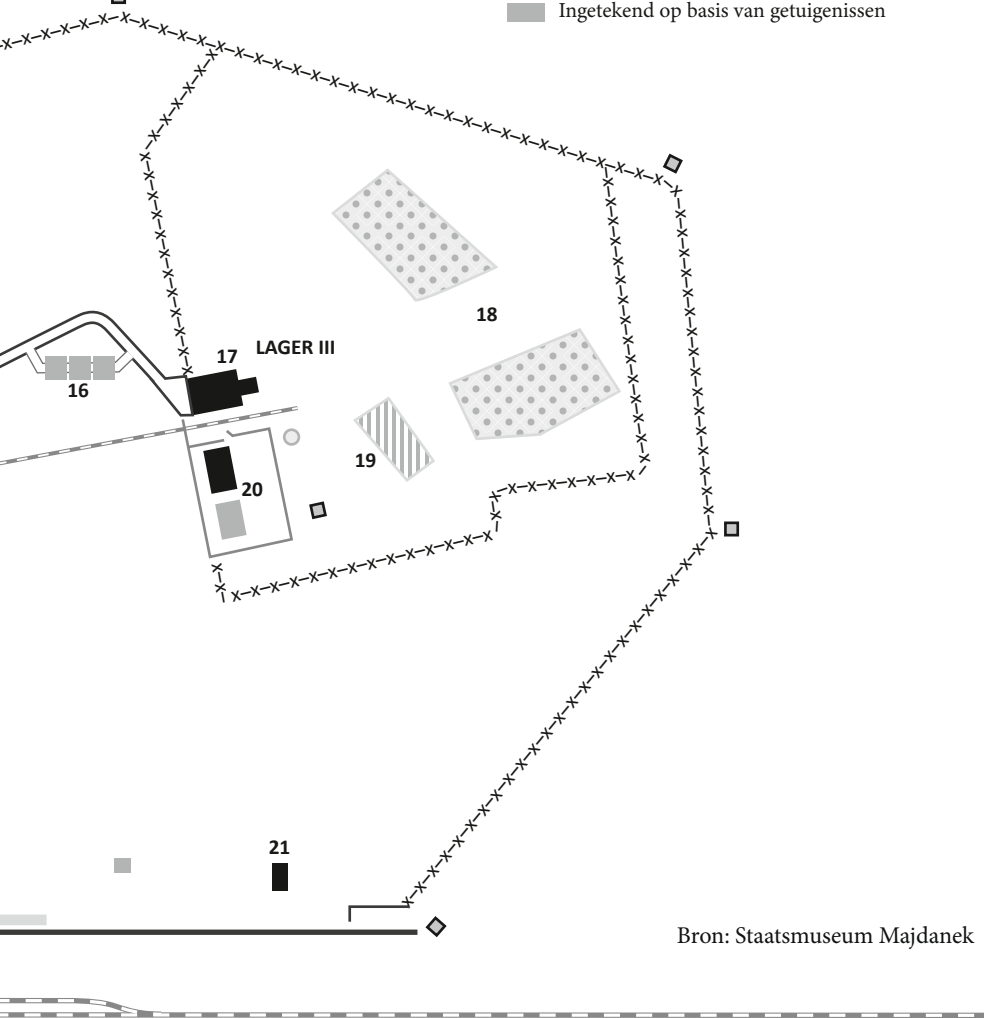 Ingetekend op basis van getuigenissen
18
LAGER III
17
16
19
20
21
Bron: Staatsmuseum Majdanek